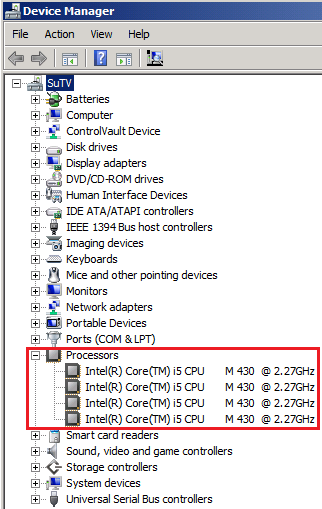 Device Manager
File Action View Help
SuTV
Batteries
Computer
ControlVault Device
Disk drives
Display adapters
DVD/CD-ROM drives
Human Interface Devices
IDE ATA/ATAPI controllers
IEEE 1394 Bus host controllers
Imaging devices
Keyboards
Mice and other pointing devices
Monitors
Network adapters
Portable Devices
Ports (COM & LPT)
Processors
Intel(R) Core(TM) i5 CPU M 430 @ 2.27GHz
Intel(R) Core(TM) i5 CPU M 430 @ 2.27GHz
Intel(R) Core(TM) i5 CPU M 430 @ 2.27GHz
Intel(R) Core(TM) i5 CPU M 430 @ 2.27GHz
Smart card readers
Sound, video and game controllers
Storage controllers
System devices
Universal Serial Bus controllers